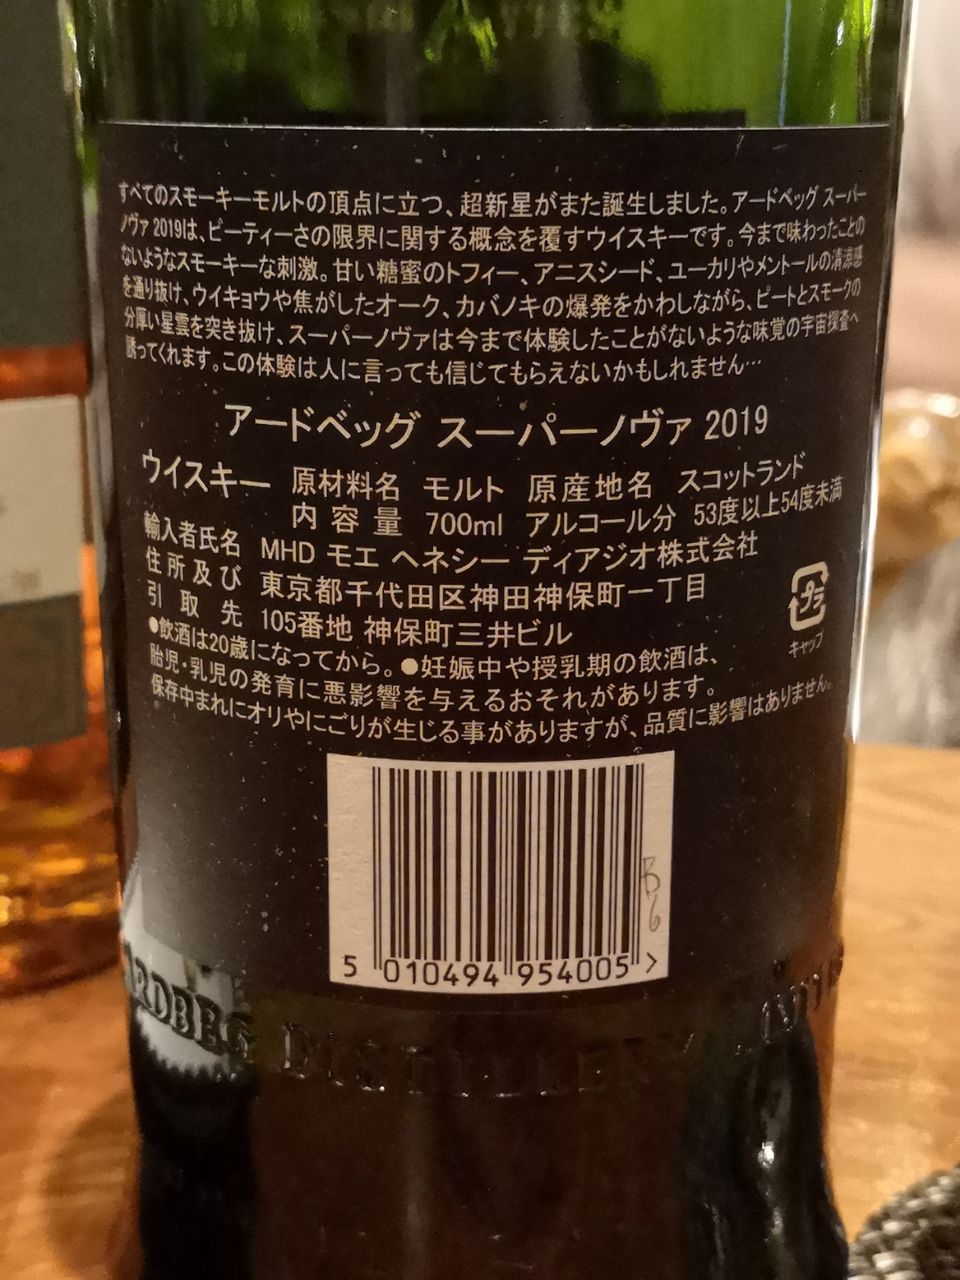 すべてのスモーキーモルトの頂点に立つ、超新星がまた誕生しました。アードベッグ スーパー
ノヴァ 2019は、ピーティーさの限界に関する概念を覆すウイスキーです。今まで味わったことの
ないようなスモーキーな刺激。甘い糖蜜のトフィー、アニスシード、ユーカリやメントールの清涼感
を通り抜け、ウイキョウや焦がしたオーク、カバノキの爆発をかわしながら、ピートとスモークの
分厚い星雲を突き抜け、スーパーノヴァは今まで体験したことがないような味覚の宇宙探査へ
誘ってくれます。この体験は人に言っても信じてもらえないかもしれません…
アードベッグ スーパーノヴァ 2019
ウイスキー 原材料名 モルト 原産地名 スコットランド
内容量 700ml アルコール分 53度以上54度未満
輸入者氏名 MHD モエ ヘネシー ディアジオ株式会社
住所及び 東京都千代田区神田神保町一丁目
引取先 105番地 神保町三井ビル
キャップ
●飲酒は20歳になってから。●妊娠中や授乳期の飲酒は、
胎児・乳児の発育に悪影響を与えるおそれがあります。
保存中まれにオリやにごりが生じる事がありますが、品質に影響はありません。
5 010494 954005 >
ARDBEG DISTILLERY